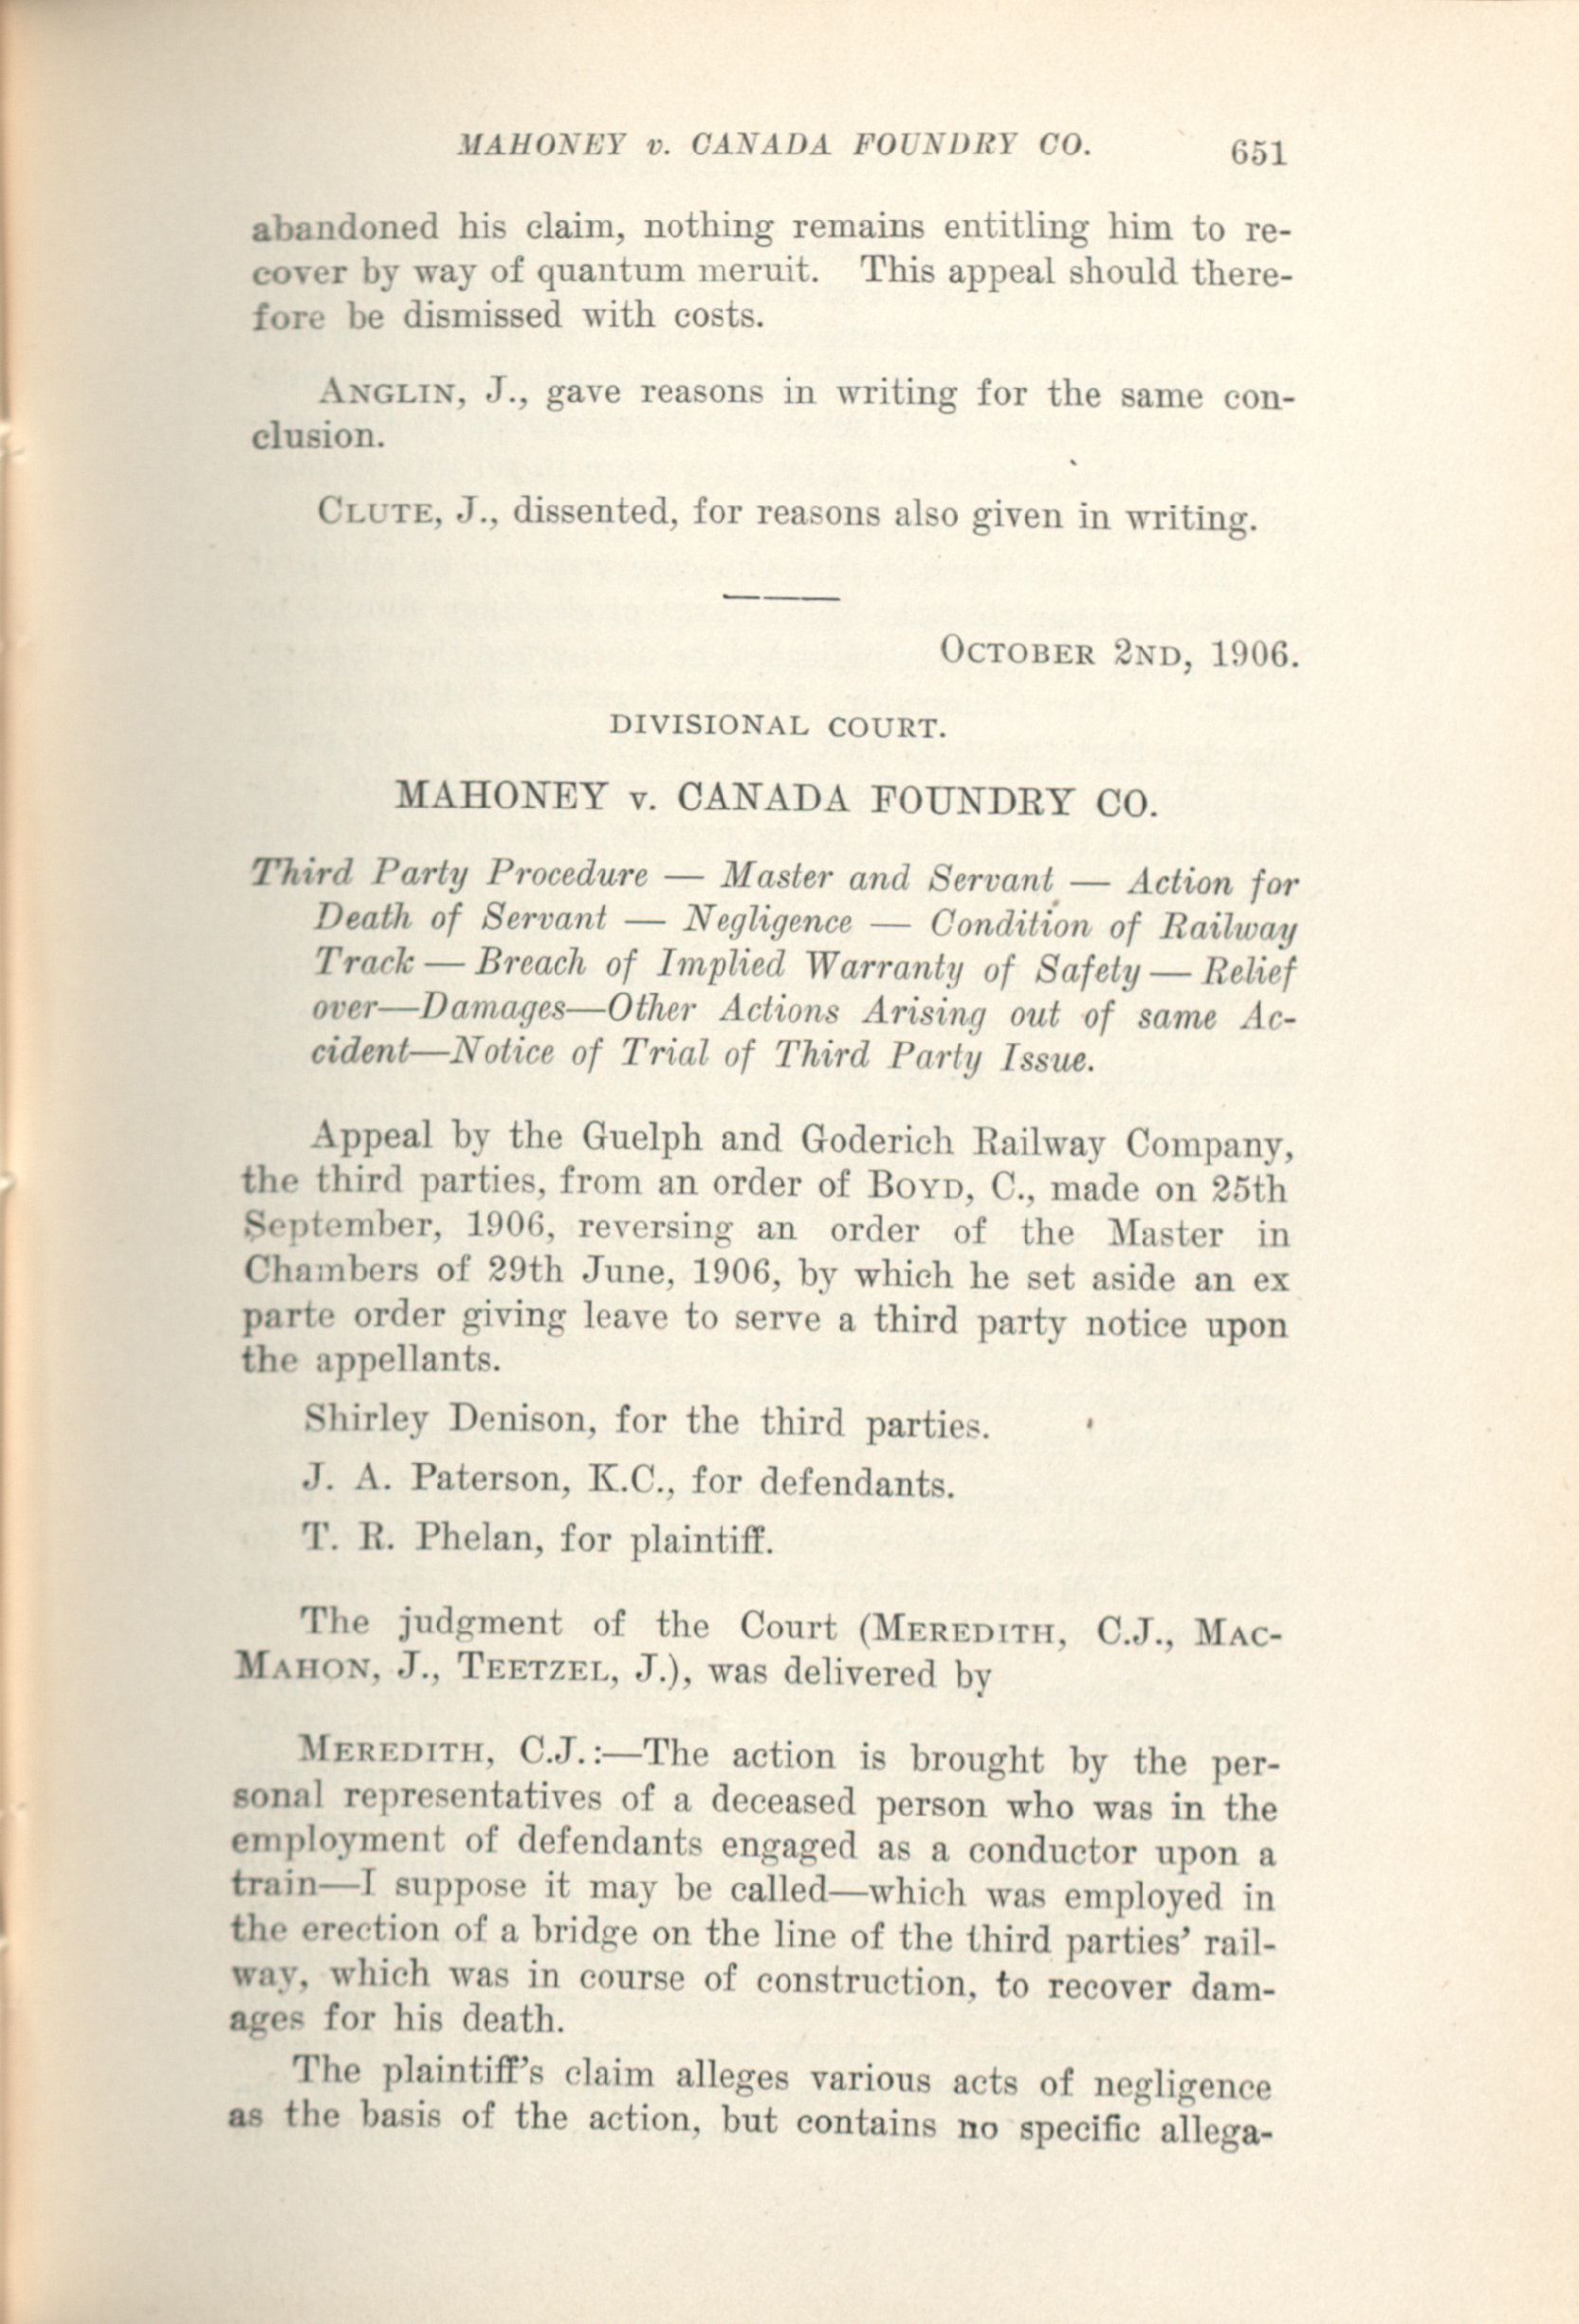 MAHONEY v. CANADA FOUNDRY CO. 651
abandoned his claim, nothing remains entitling him to re-
cover by way of quantum meruit. This appeal should there-
fore be dismissed with costs.
ANGLIN, J., gave reasons in writing for the same con-
clusion.
CLUTE, J., dissented, for reasons also given in writing.
OCTOBER 2ND, 1906.
DIVISIONAL COURT.
MAHONEY v. CANADA FOUNDRY CO.
Third Party Procedure — Master and Servant — Action for
Death of Servant — Negligence — Condition of Railway
Track — Breach of Implied Warranty of Safety — Relief
over—Damages—Other Actions Arising out of same Ac-
cident—Notice of Trial of Third Party Issue.
Appeal by the Guelph and Goderich Railway Company,
the third parties, from an order of BOYD, C., made on 25th
September, 1906, reversing an order of the Master in
Chambers of 29th June, 1906, by which he set aside an ex
parte order giving leave to serve a third party notice upon
the appellants.
Shirley Denison, for the third parties.
J. A. Paterson, K.C., for defendants.
T. R. Phelan, for plaintiff.
The judgment of the Court (MEREDITH, C.J., MAC-
MAHON, J., TEETZEL, J.), was delivered by
MEREDITH, C.J.:—The action is brought by the per-
sonal representatives of a deceased person who was in the
employment of defendants engaged as a conductor upon a
train—I suppose it may be called—which was employed in
the erection of a bridge on the line of the third parties' rail-
way, which was in course of construction, to recover dam-
ages for his death.
The plaintiff's claim alleges various acts of negligence
as the basis of the action, but contains no specific allega-